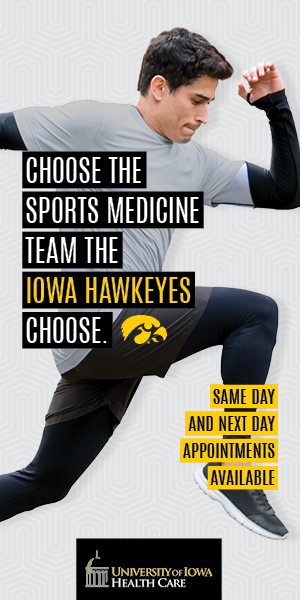 CHOOSE THE
SPORTS MEDICINE
TEAM THE
IOWA HAWKEYES
CHOOSE.
SAME DAY
AND NEXT DAY
APPOINTMENTS
AVAILABLE
UNIVERSITY OF IOWA
HEALTH CARE